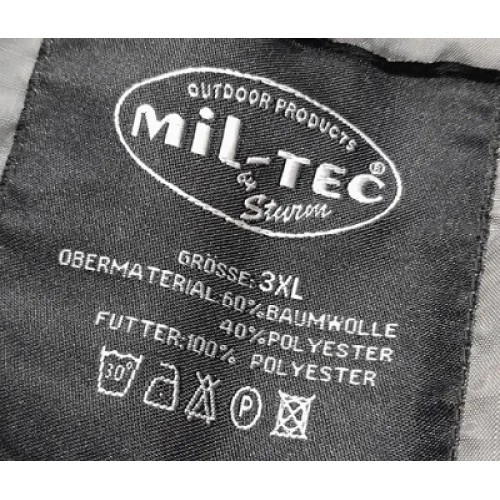 OUTDOOR PRODUCTS
MiL-TEC®
by Sturm
GRÖSSE: 3XL
OBERMATERIAL:60%BAUMWOLLE
40%POLYESTER
FUTTER:100% POLYESTER
30° P